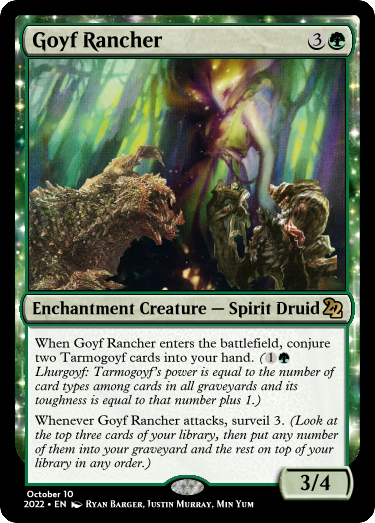 Goyf Rancher 3
Enchantment Creature — Spirit Druid 22
When Goyf Rancher enters the battlefield, conjure
two Tarmogoyf cards into your hand. (1
Lhurgoyf: Tarmogoyf's power is equal to the number of
card types among cards in all graveyards and its
toughness is equal to that number plus 1.)
Whenever Goyf Rancher attacks, surveil 3. (Look at
the top three cards of your library, then put any number
of them into your graveyard and the rest on top of
your library in any order.)
3/4
October 10
2022 • EN Ryan Barger, Justin Murray, Min Yum